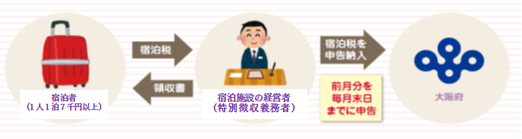 宿泊税
領収書
宿泊者
(1人1泊7千円以上)
宿泊施設の経営者
(特別徴収義務者)
宿泊税を
申告納入
前月分を
毎月末日
までに申告
大阪府